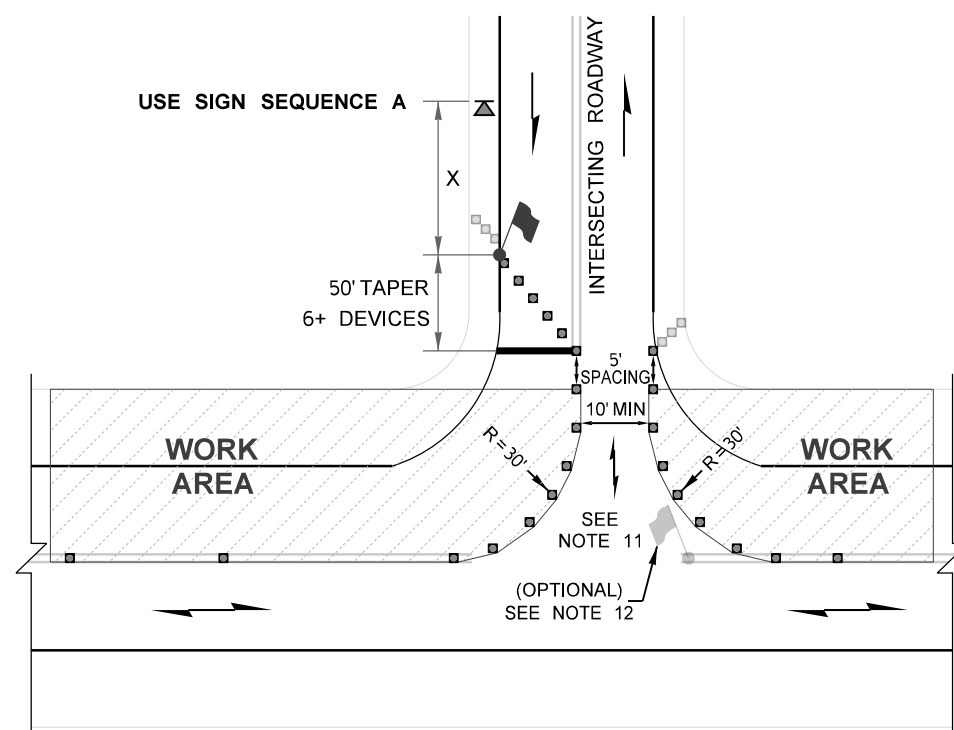 INTERSECTING ROADWAY
USE SIGN SEQUENCE A
X
50' TAPER
6+ DEVICES
5'
SPACING
10' MIN
WORK
AREA
R = 30'
R = 30'
WORK
AREA
SEE
NOTE 11
(OPTIONAL)
SEE NOTE 12